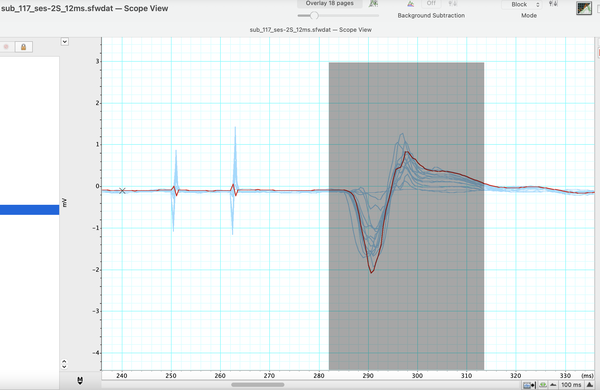 sub_117_ses-2S_12ms.sfwdat — Scope View
Overlay 18 pages
Off
Block
Background Subtraction
Mode
sub_117_ses-2S_12ms.sfwdat — Scope View
3
2
1
0
mV
-1
-2
-3
-4
240 250 260 270 280 290 300 310 320 330 (ms)
100 ms